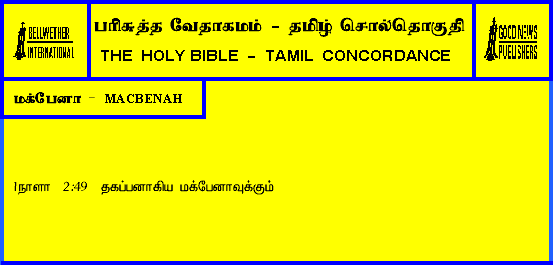 BELLWETHER
INTERNATIONAL
பரிசுத்த வேதாகமம் - தமிழ் சொல்தொகுதி
THE HOLY BIBLE - TAMIL CONCORDANCE
GOOD NEWS
PUBLISHERS
மக்பேனா - MACBENAH
1நாளா 2:49 தகப்பனாகிய மக்பேனாவுக்கும்